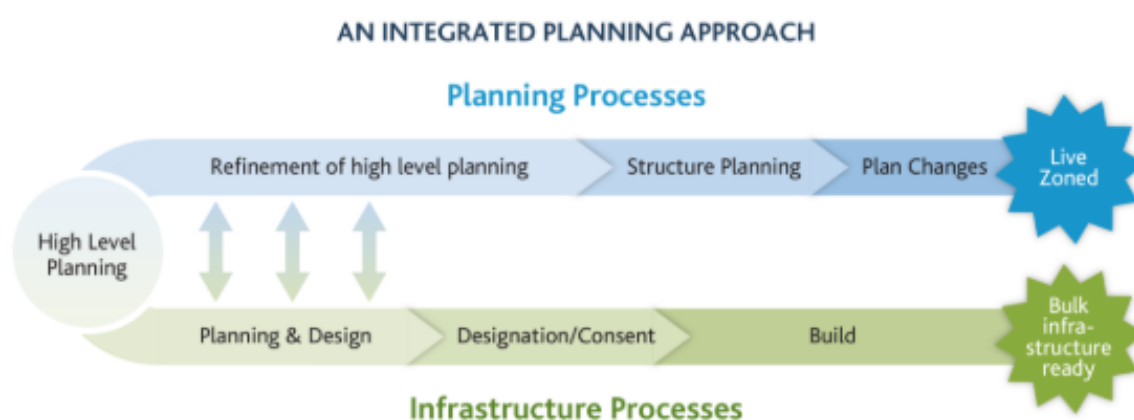 AN INTEGRATED PLANNING APPROACH
Planning Processes
Refinement of high level planning
Structure Planning
Plan Changes
Live
Zoned
High Level
Planning
Planning & Design
Designation/Consent
Build
Bulk
infra-
structure
ready
Infrastructure Processes